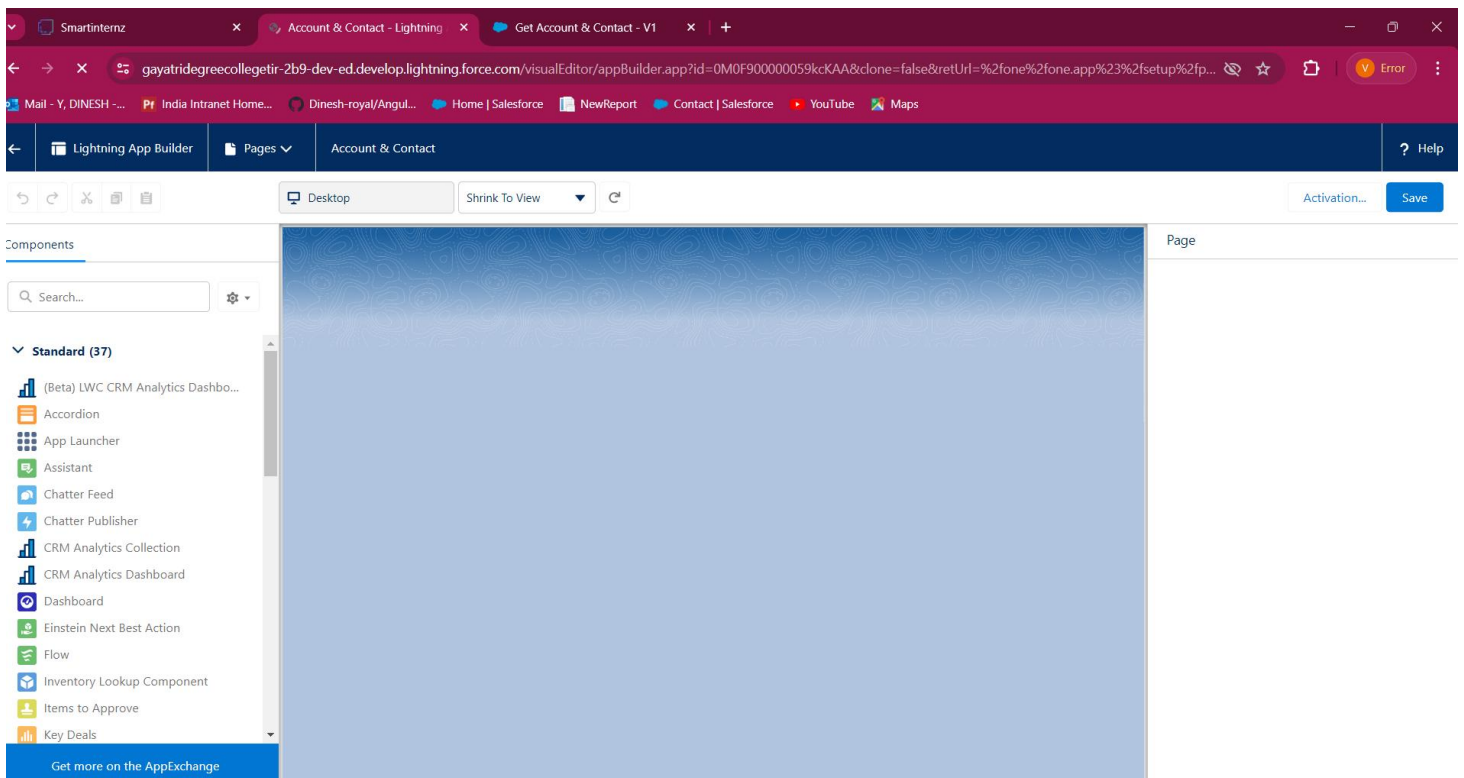 Smartinternz
Account & Contact - Lightning
Get Account & Contact - V1
gayatridegreecollegetir-2b9-dev-ed.develop.lightning.force.com/visualEditor/appBuilder.app?id=0M0F900000059kcKAA&clone=false&retUrl=%2fone%2fone.app%23%2fsetup%2fp...
Error
V
Mail - Y, DINESH -...
India Intranet Home...
Dinesh-royal/Angul...
Home | Salesforce
NewReport
Contact | Salesforce
YouTube
Maps
Lightning App Builder
Pages
Account & Contact
? Help
Desktop
Shrink To View
Activation...
Save
Components
Page
Search...
Standard (37)
(Beta) LWC CRM Analytics Dashbo...
Accordion
App Launcher
Assistant
Chatter Feed
Chatter Publisher
CRM Analytics Collection
CRM Analytics Dashboard
Dashboard
Einstein Next Best Action
Flow
Inventory Lookup Component
Items to Approve
Key Deals
Get more on the AppExchange